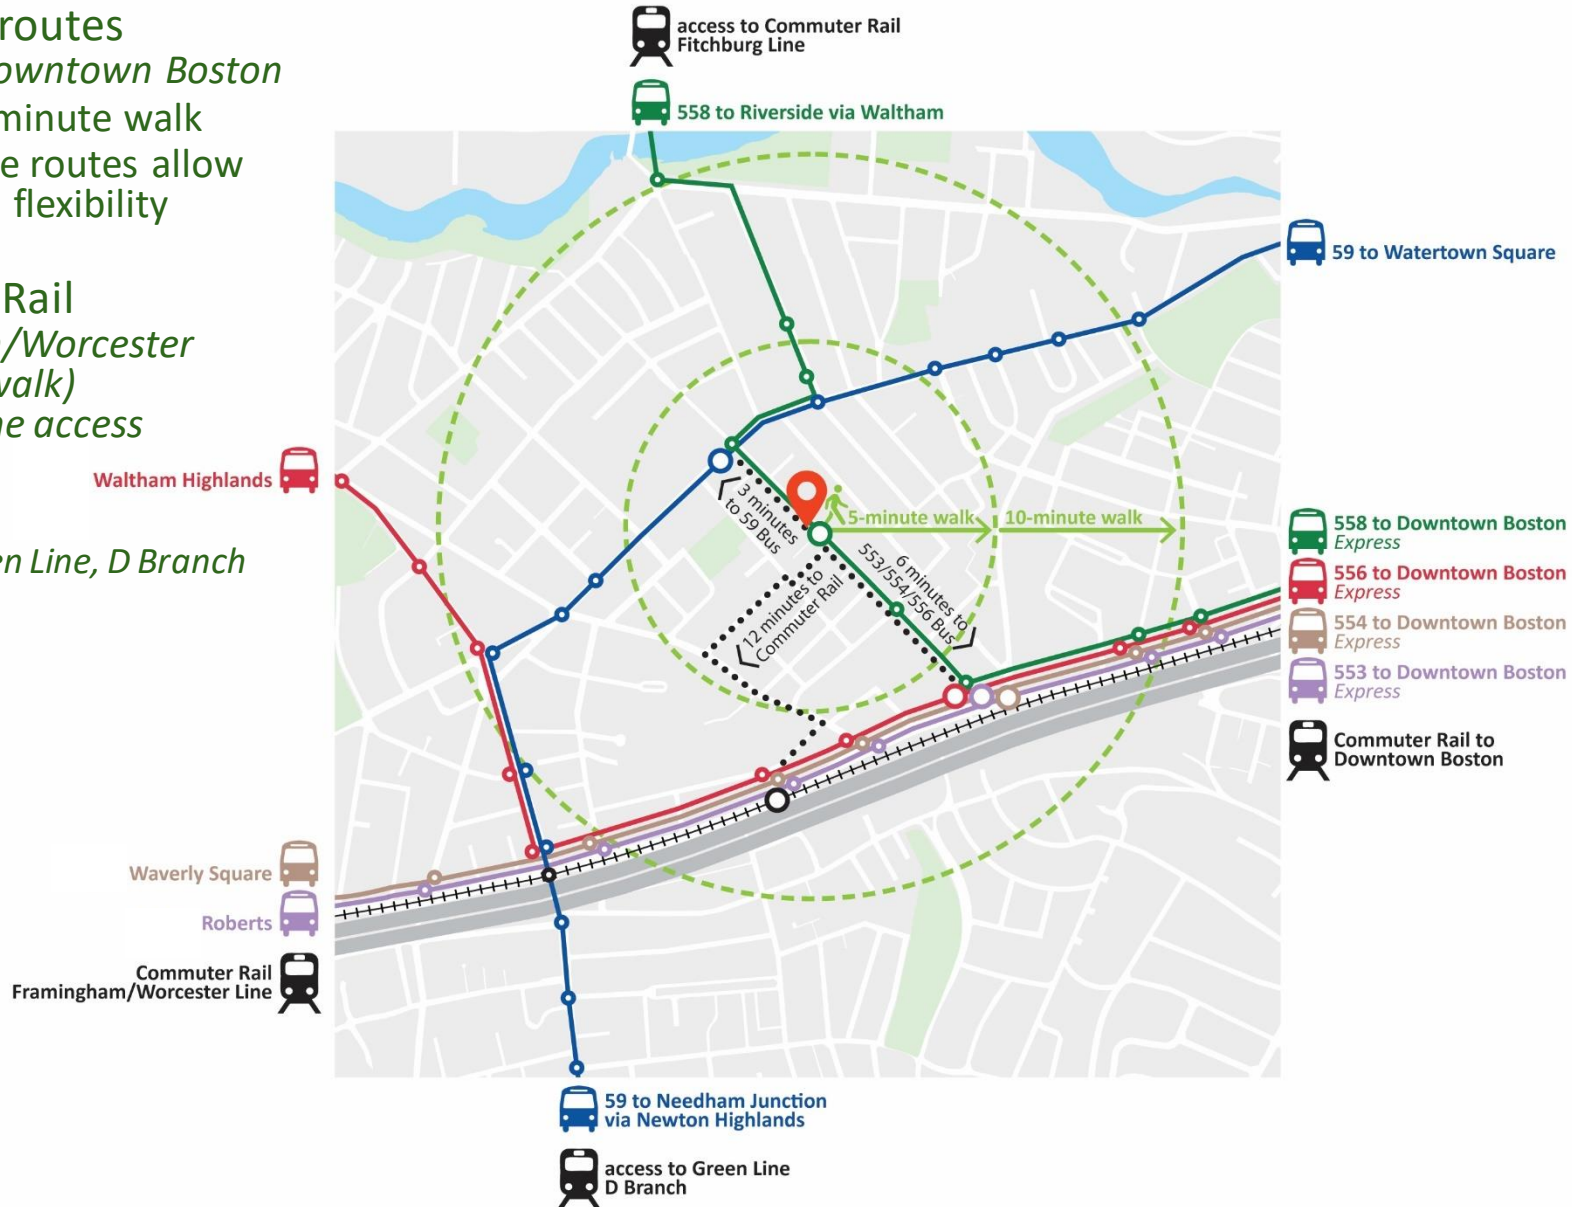 routes
owntown Boston
minute walk
e routes allow
flexibility
Rail
/Worcester
walk)
ne access
en Line, D Branch
access to Commuter Rail
Fitchburg Line
558 to Riverside via Waltham
59 to Watertown Square
Waltham Highlands
3 minutes
to 59 Bus
5-minute walk
10-minute walk
6 minutes to
553/554/556 Bus
12 minutes to
Commuter Rail
558 to Downtown Boston
Express
556 to Downtown Boston
Express
554 to Downtown Boston
Express
553 to Downtown Boston
Express
Commuter Rail to
Downtown Boston
Waverly Square
Roberts
Commuter Rail
Framingham/Worcester Line
59 to Needham Junction
via Newton Highlands
access to Green Line
D Branch